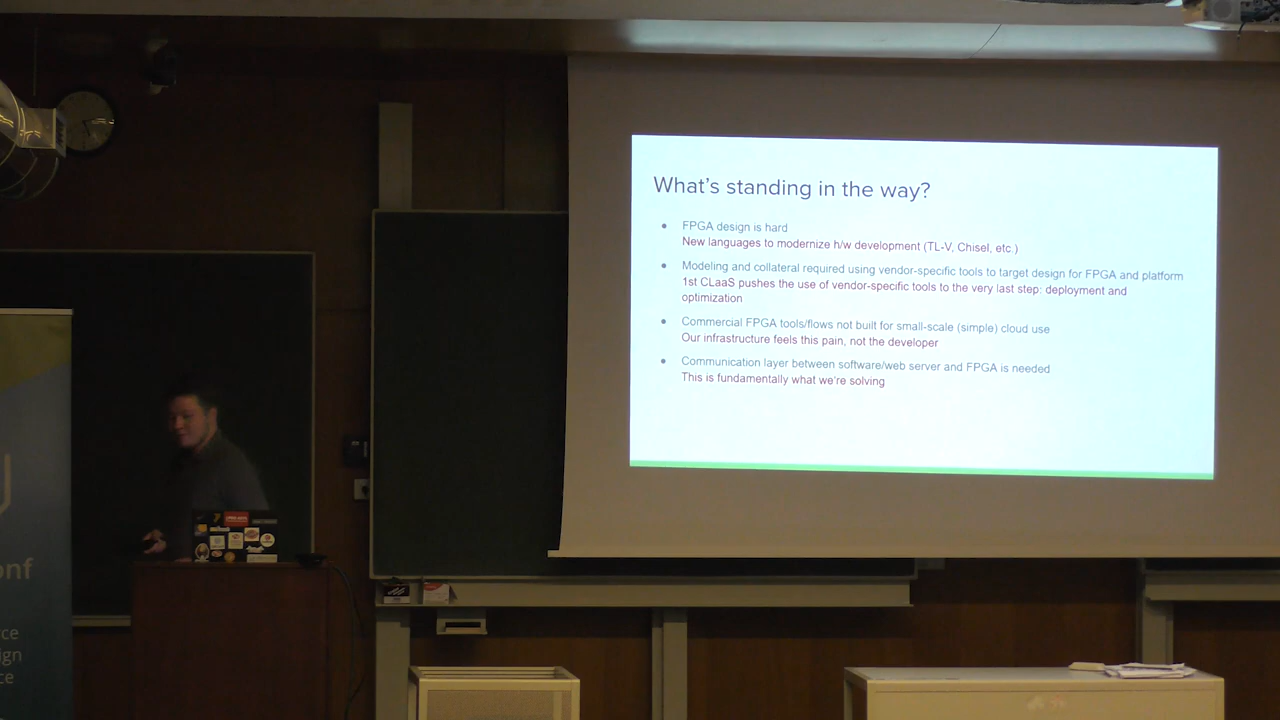 What's standing in the way?
● FPGA design is hard
New languages to modernize h/w development (TL-V, Chisel, etc.)
● Modeling and collateral required using vendor-specific tools to target design for FPGA and platform
1st CLaaS pushes the use of vendor-specific tools to the very last step: deployment and
optimization
● Commercial FPGA tools/flows not built for small-scale (simple) cloud use
Our infrastructure feels this pain, not the developer
● Communication layer between software/web server and FPGA is needed
This is fundamentally what we're solving
onf
rce
ign
ce